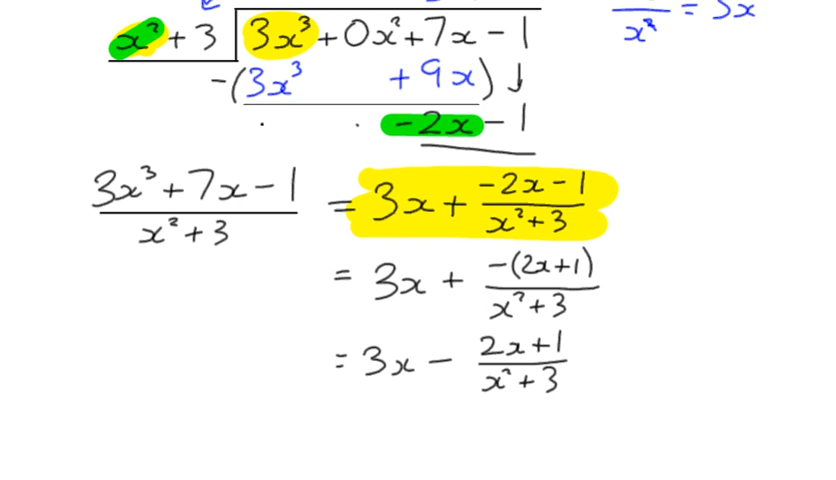 x² = 3x
x² + 3 | 3x³ + 0x² + 7x - 1
-(3x³ + 9x) ↓
-2x - 1
(3x³ + 7x - 1)/(x² + 3) = 3x + (-2x - 1)/(x² + 3)
= 3x + (-(2x+1))/(x² + 3)
= 3x - (2x+1)/(x² + 3)